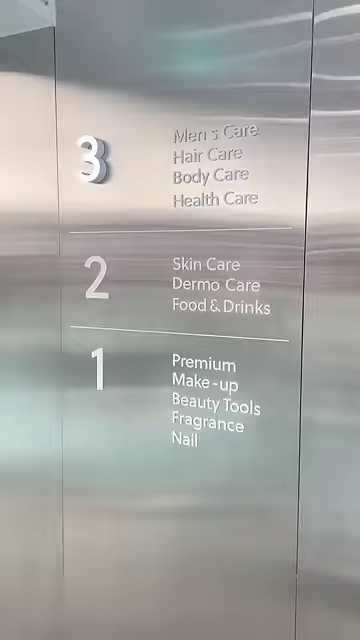 3
Men's Care
Hair Care
Body Care
Health Care
2
Skin Care
Dermo Care
Food & Drinks
1
Premium
Make-up
Beauty Tools
Fragrance
Nail